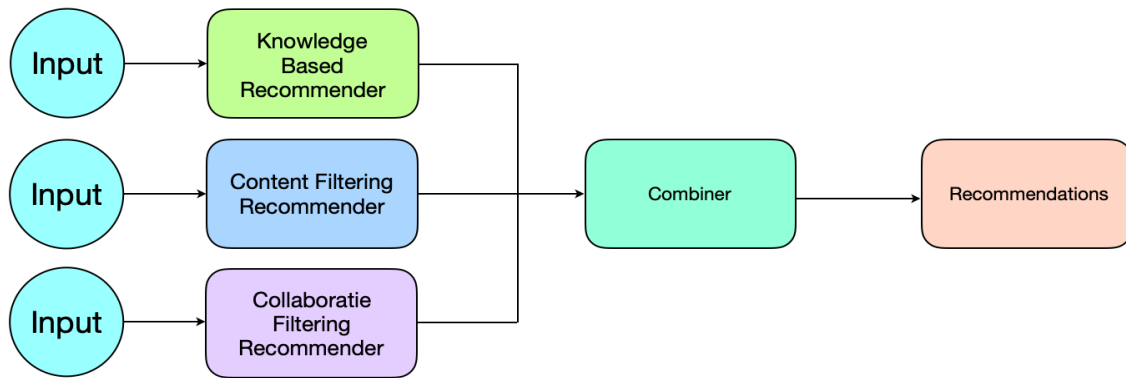 Input
Knowledge
Based
Recommender
Input
Content Filtering
Recommender
Combiner
Recommendations
Input
Collaboratie
Filtering
Recommender